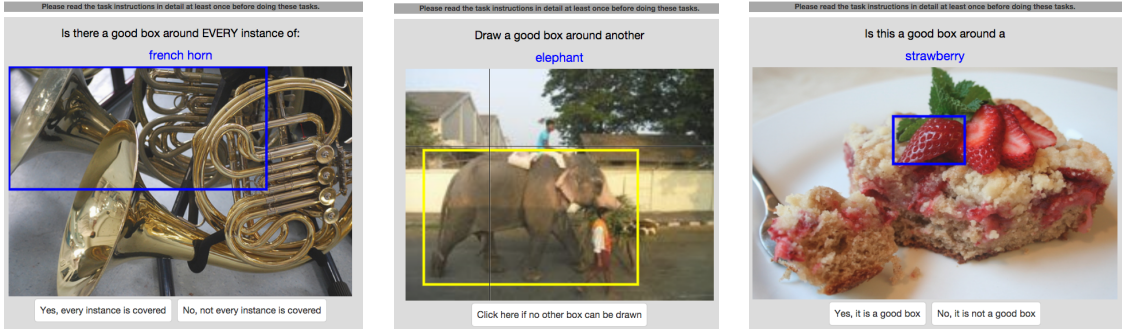 Please read the task instructions in detail at least once before doing these tasks.
Is there a good box around EVERY instance of:
french horn
Yes, every instance is covered
No, not every instance is covered
Please read the task instructions in detail at least once before doing these tasks.
Draw a good box around another
elephant
Click here if no other box can be drawn
Please read the task instructions in detail at least once before doing these tasks.
Is this a good box around a
strawberry
Yes, it is a good box
No, it is not a good box